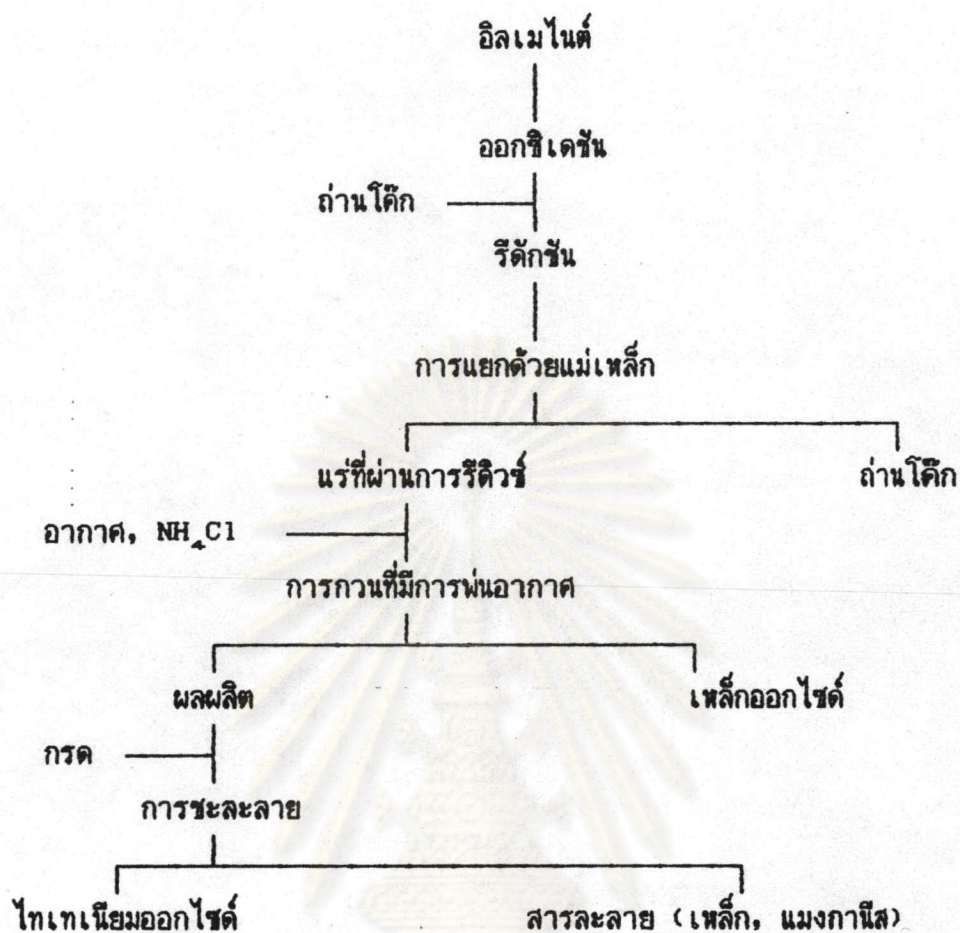 อิลเมไนต์
ออกซิเดชัน
ถ่านโค๊ก
รีดักชัน
การแยกด้วยแม่เหล็ก
แร่ที่ผ่านการรีดิวซ์ ถ่านโค๊ก
อากาศ, NH₄Cl
การกวนที่มีการพ่นอากาศ
ผลผลิต เหล็กออกไซด์
กรด
การชะละลาย
ไทเทเนียมออกไซด์ สารละลาย (เหล็ก, แมงกานีส)